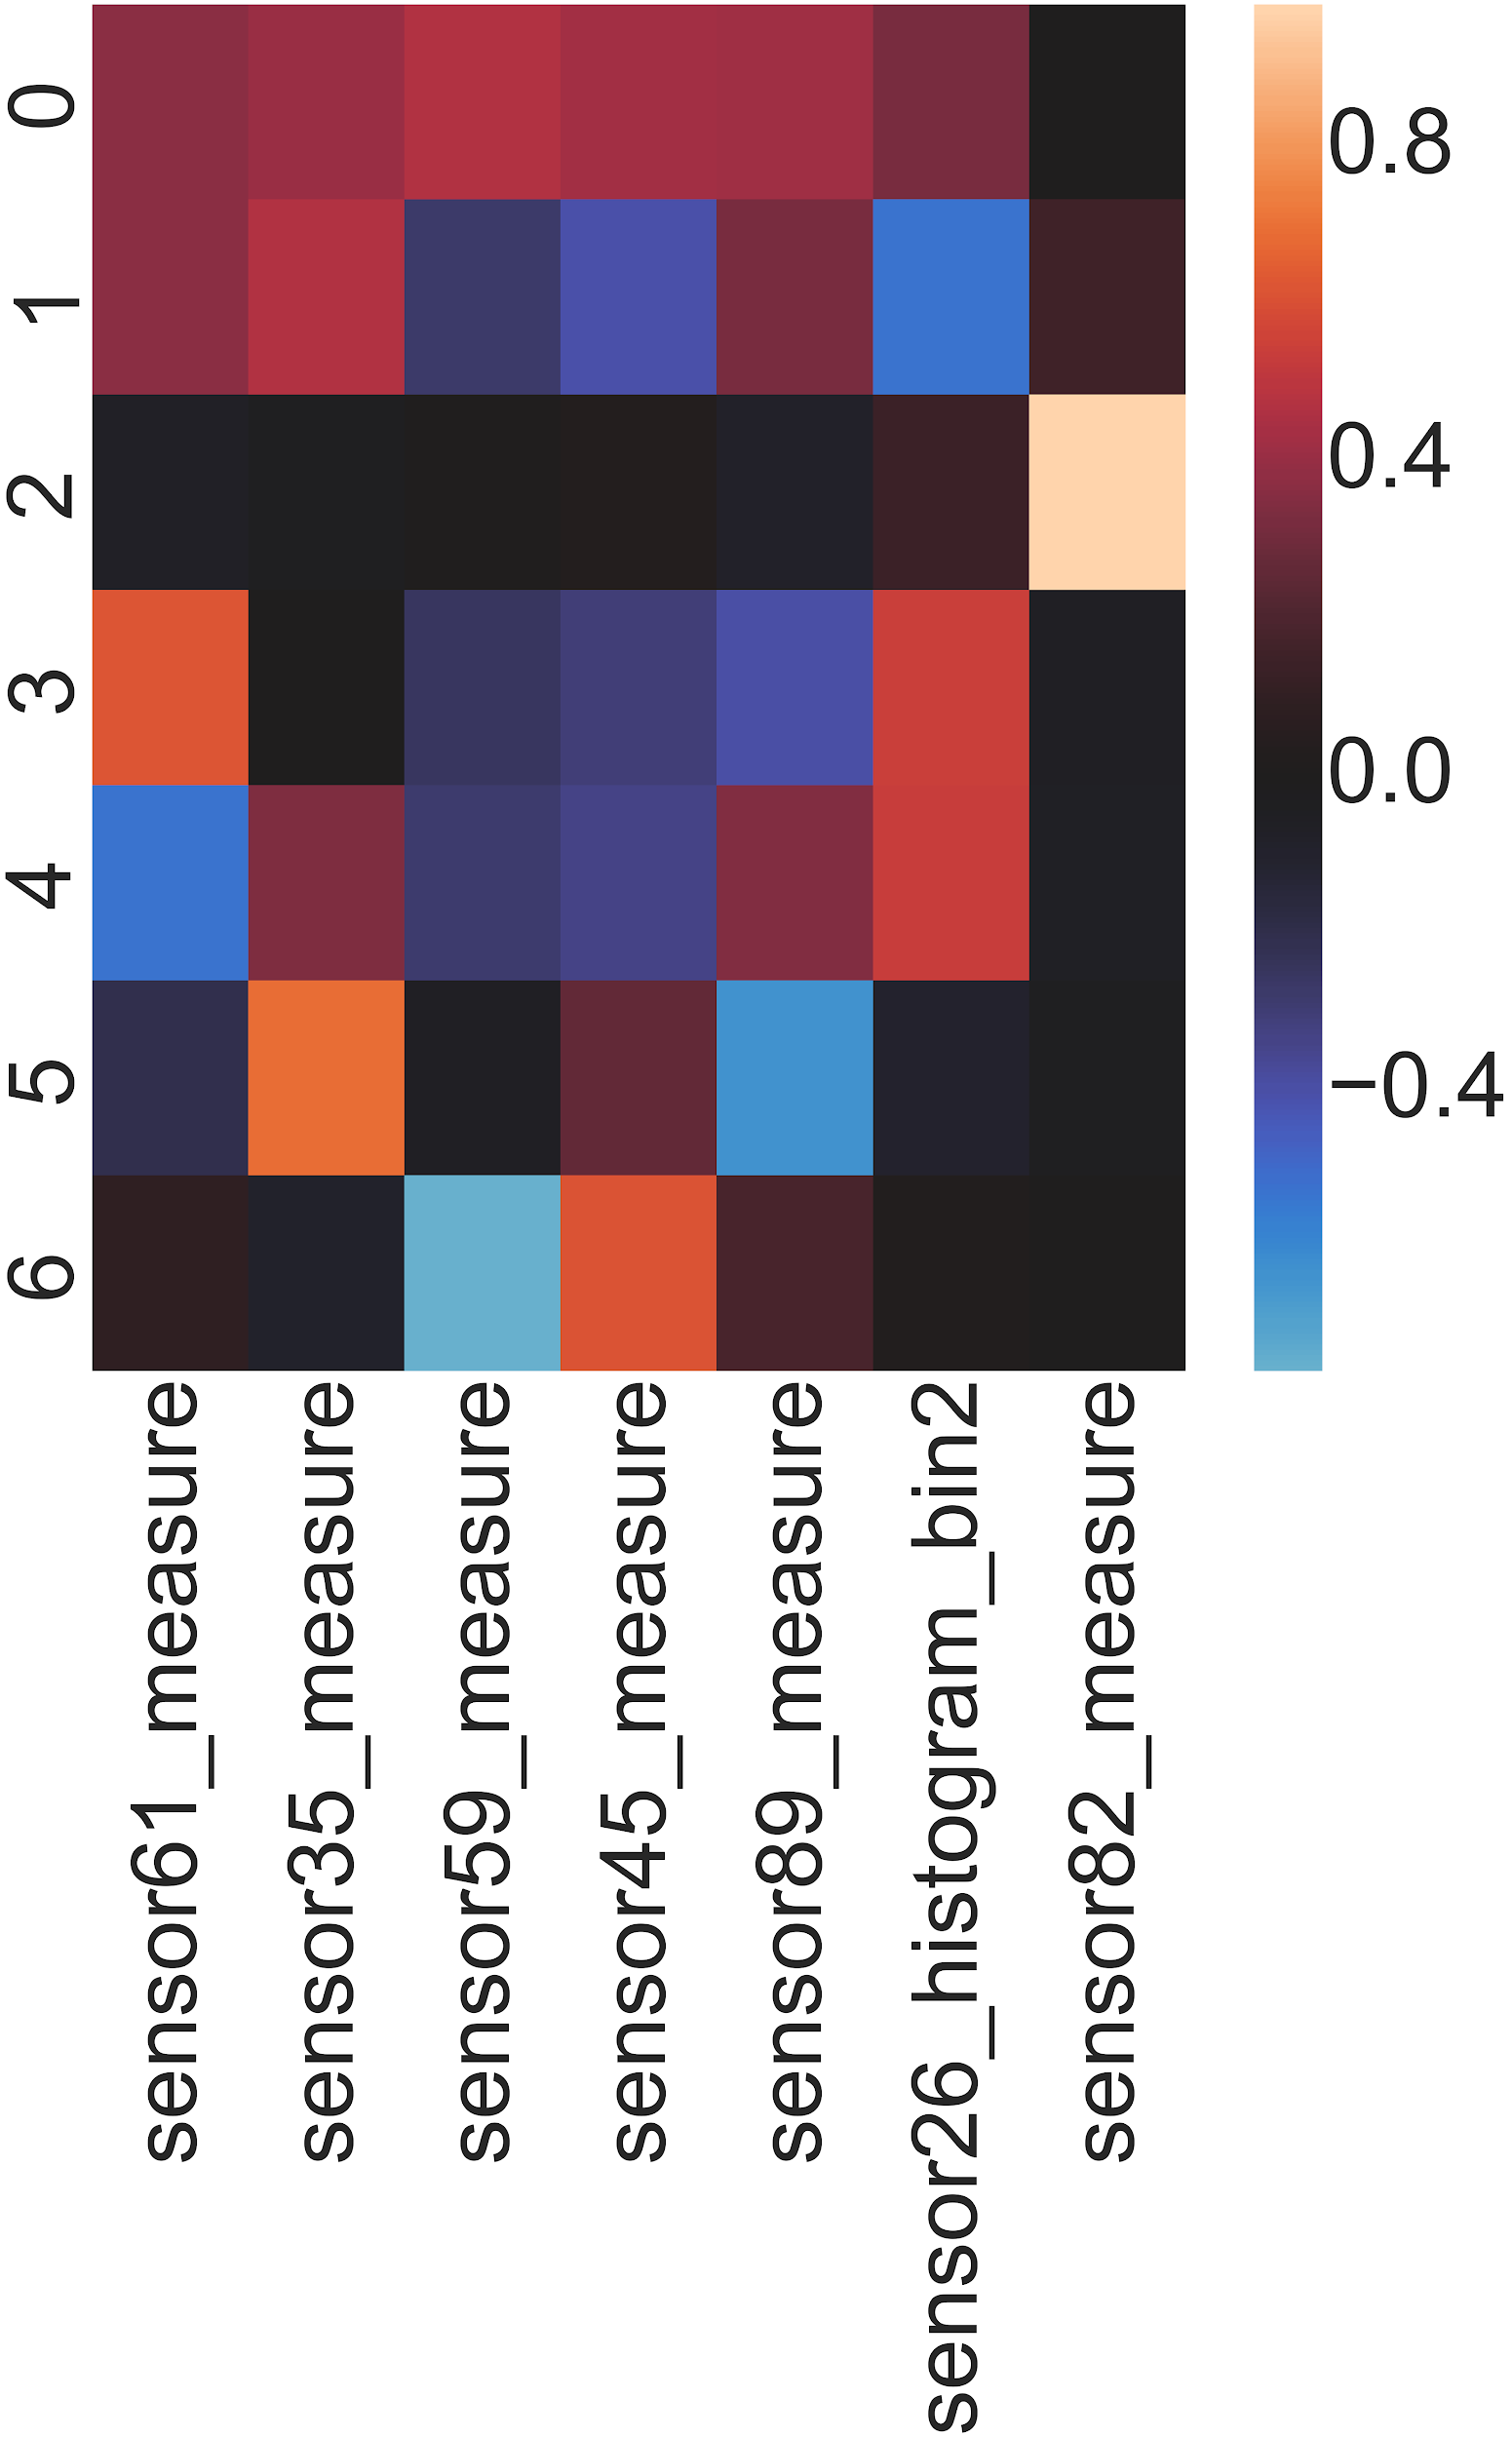 0
1
2
3
4
5
6
0.8
0.4
0.0
−0.4
sensor61_measure
sensor35_measure
sensor59_measure
sensor45_measure
sensor89_measure
sensor26_histogram_bin2
sensor82_measure